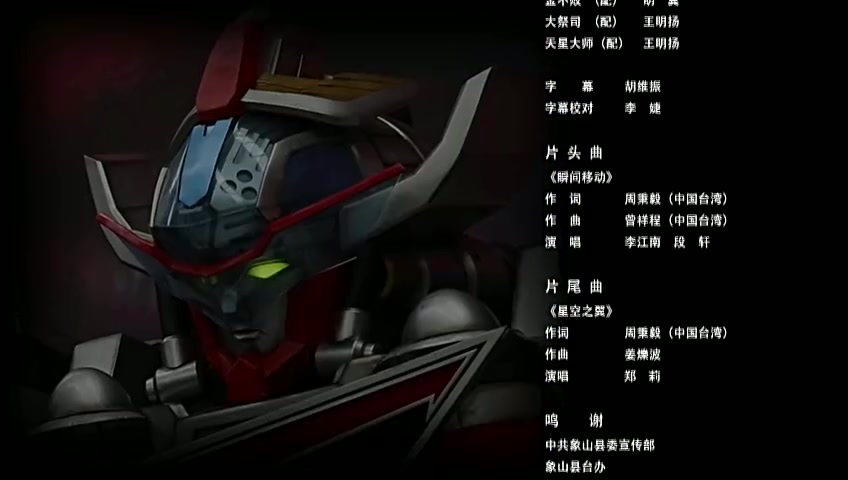 大祭司 (配) 王明扬
天星大师 (配) 王明扬
字 幕 胡维振
字幕校对 李 婕
片 头 曲
《瞬间移动》
作 词 周秉毅 (中国台湾)
作 曲 曾祥程 (中国台湾)
演 唱 李江南 段 轩
片 尾 曲
《星空之翼》
作词 周秉毅 (中国台湾)
作曲 姜爍波
演唱 郑 莉
鸣 谢
中共象山县委宣传部
象山县台办